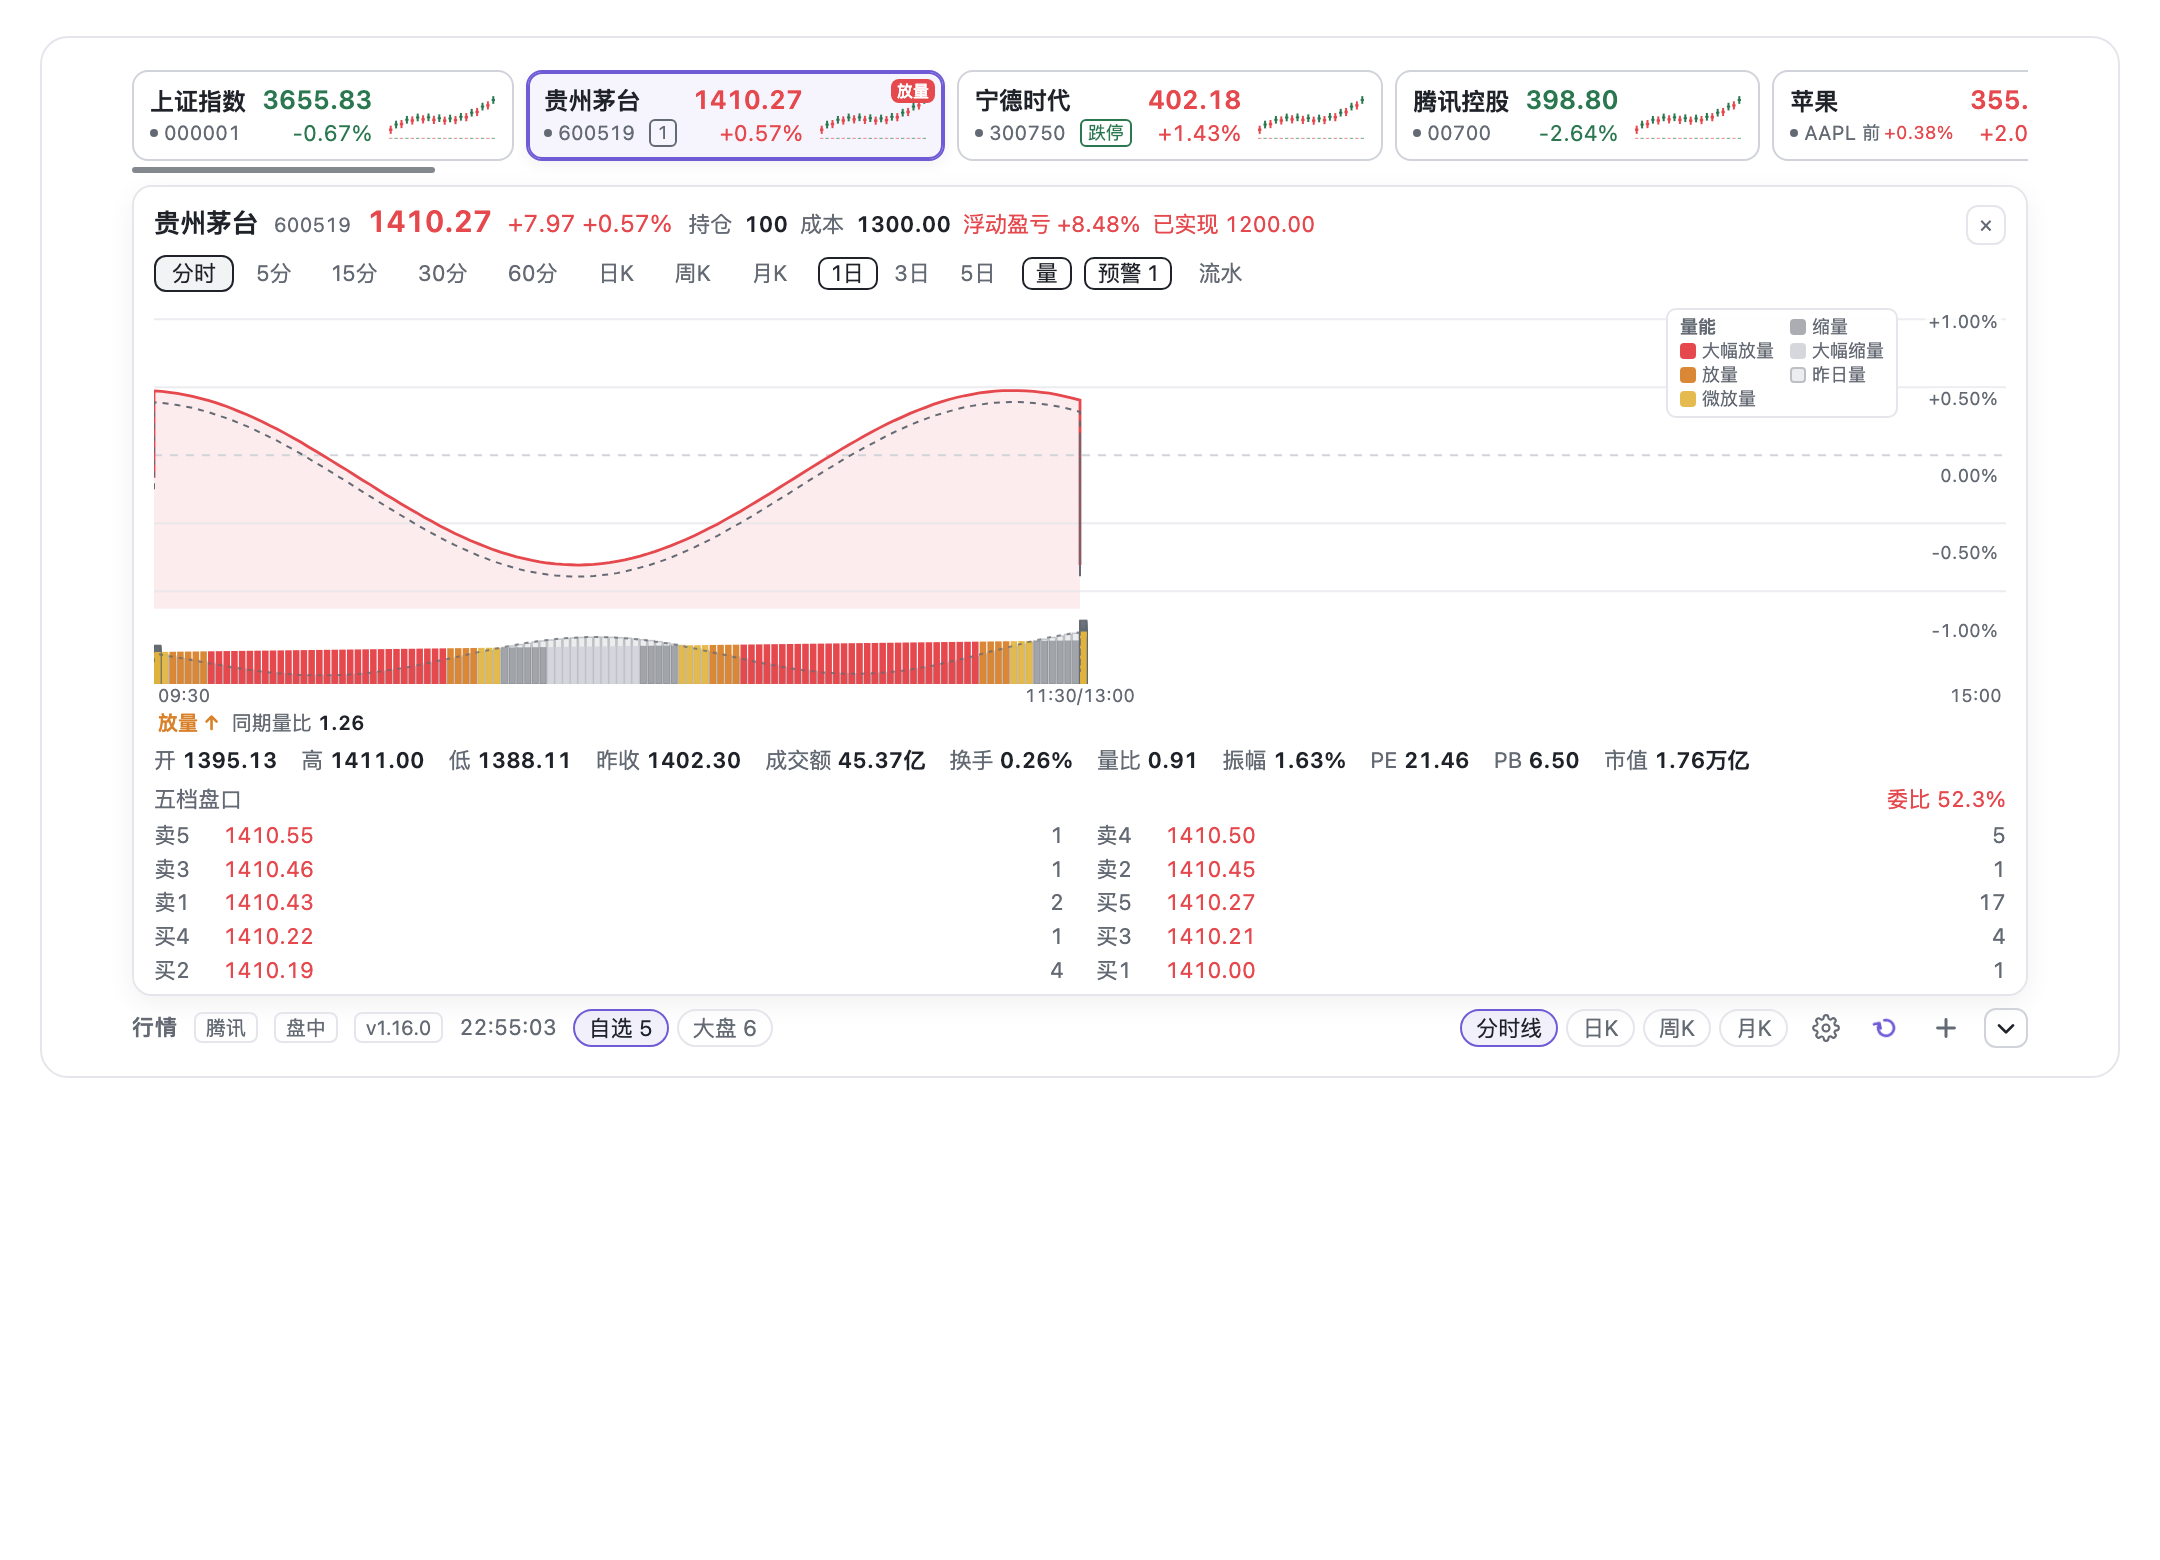 上证指数 3655.83
000001 -0.67%
贵州茅台 1410.27 放量
600519 1 +0.57%
宁德时代 402.18
300750 跌停 +1.43%
腾讯控股 398.80
00700 -2.64%
苹果 355.
AAPL 前+0.38% +2.0
贵州茅台 600519 1410.27 +7.97 +0.57% 持仓 100 成本 1300.00 浮动盈亏 +8.48% 已实现 1200.00 ×
分时 5分 15分 30分 60分 日K 周K 月K 1日 3日 5日 量 预警 1 流水
量能 缩量
大幅放量 大幅缩量
放量 昨日量
微放量
+1.00%
+0.50%
0.00%
-0.50%
-1.00%
09:30 11:30/13:00 15:00
放量↑ 同期量比 1.26
开 1395.13 高 1411.00 低 1388.11 昨收 1402.30 成交额 45.37亿 换手 0.26% 量比 0.91 振幅 1.63% PE 21.46 PB 6.50 市值 1.76万亿
五档盘口 委比 52.3%
卖5 1410.55 1 卖4 1410.50 5
卖3 1410.46 1 卖2 1410.45 1
卖1 1410.43 2 买5 1410.27 17
买4 1410.22 1 买3 1410.21 4
买2 1410.19 4 买1 1410.00 1
行情 腾讯 盘中 v1.16.0 22:55:03 自选 5 大盘 6 分时线 日K 周K 月K